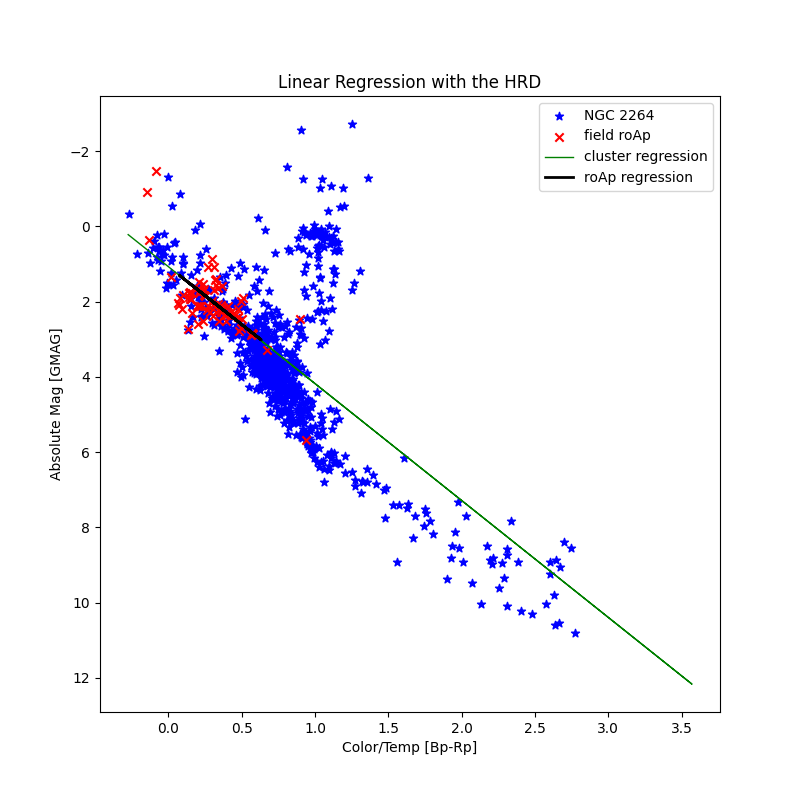 Linear Regression with the HRD
NGC 2264
field roAp
cluster regression
roAp regression
−2
0
2
4
6
8
10
12
Absolute Mag [GMAG]
0.0 0.5 1.0 1.5 2.0 2.5 3.0 3.5
Color/Temp [Bp-Rp]